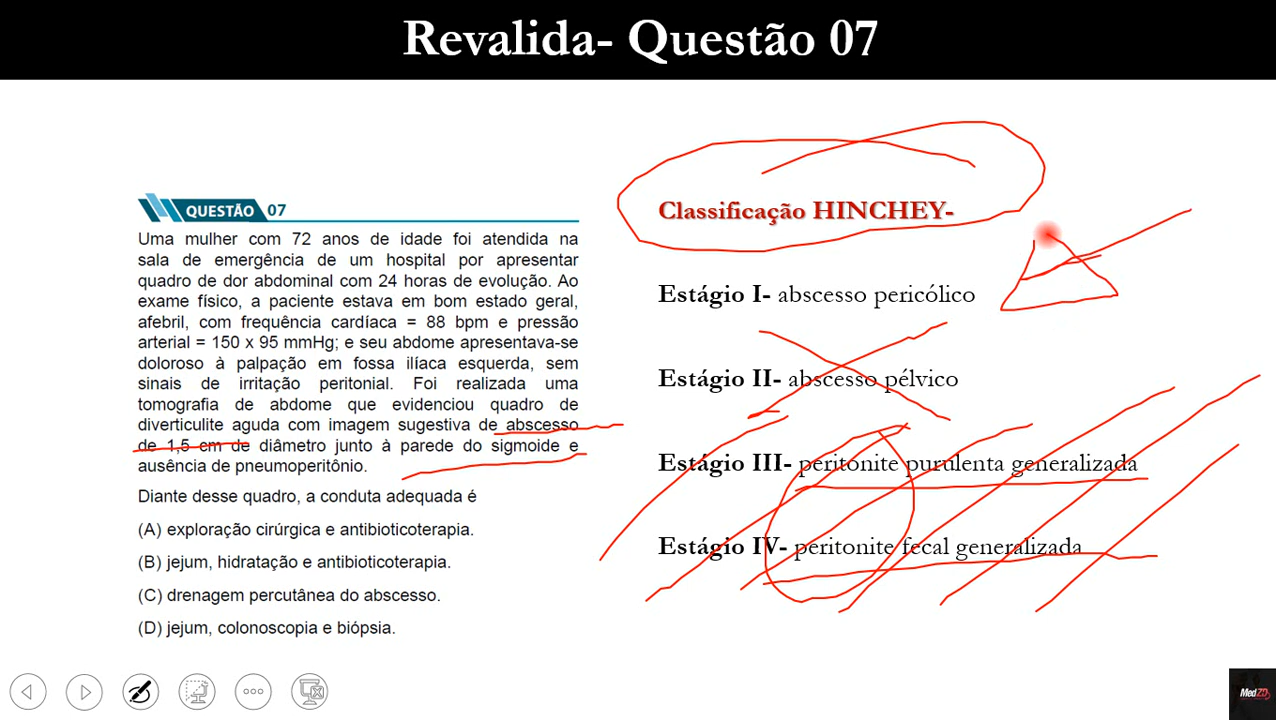 Revalida- Questão 07
QUESTÃO 07
Uma mulher com 72 anos de idade foi atendida na
sala de emergência de um hospital por apresentar
quadro de dor abdominal com 24 horas de evolução. Ao
exame físico, a paciente estava em bom estado geral,
afebril, com frequência cardíaca = 88 bpm e pressão
arterial = 150 x 95 mmHg; e seu abdome apresentava-se
doloroso à palpação em fossa ilíaca esquerda, sem
sinais de irritação peritonial. Foi realizada uma
tomografia de abdome que evidenciou quadro de
diverticulite aguda com imagem sugestiva de abscesso
de 1,5 cm de diâmetro junto à parede do sigmoide e
ausência de pneumoperitônio.
Diante desse quadro, a conduta adequada é
(A) exploração cirúrgica e antibioticoterapia.
(B) jejum, hidratação e antibioticoterapia.
(C) drenagem percutânea do abscesso.
(D) jejum, colonoscopia e biópsia.
Classificação HINCHEY-
Estágio I- abscesso pericólico
Estágio II- abscesso pélvico
Estágio III- peritonite purulenta generalizada
Estágio IV- peritonite fecal generalizada